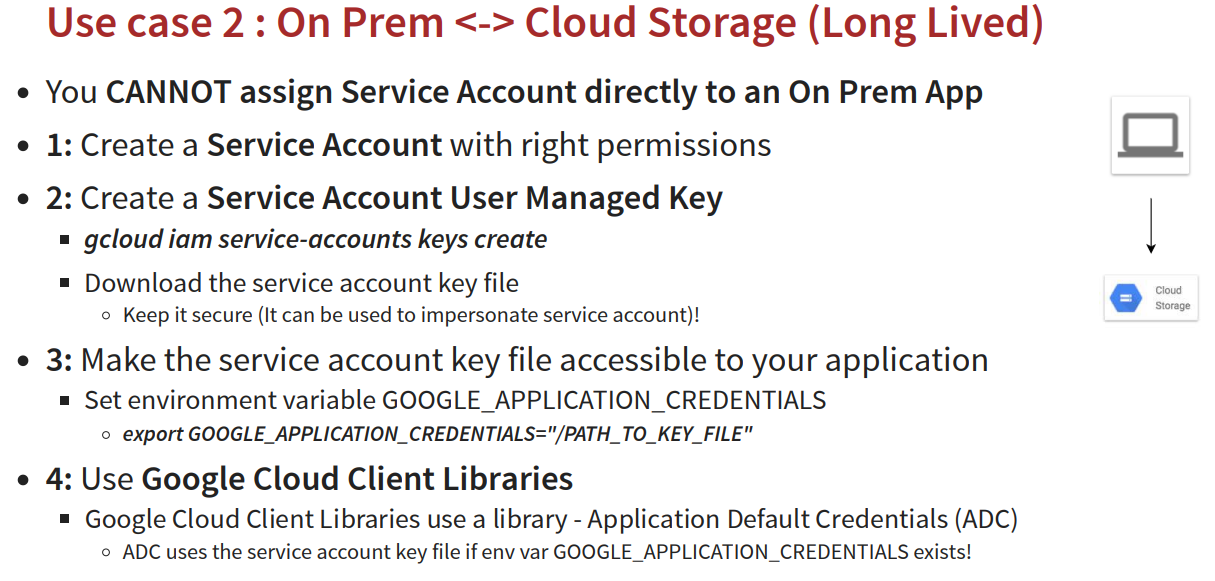 Use case 2 : On Prem <-> Cloud Storage (Long Lived)
You CANNOT assign Service Account directly to an On Prem App
1: Create a Service Account with right permissions
2: Create a Service Account User Managed Key
gcloud iam service-accounts keys create
Download the service account key file
Keep it secure (It can be used to impersonate service account)!
3: Make the service account key file accessible to your application
Set environment variable GOOGLE_APPLICATION_CREDENTIALS
export GOOGLE_APPLICATION_CREDENTIALS="/PATH_TO_KEY_FILE"
4: Use Google Cloud Client Libraries
Google Cloud Client Libraries use a library - Application Default Credentials (ADC)
ADC uses the service account key file if env var GOOGLE_APPLICATION_CREDENTIALS exists!
Cloud
Storage